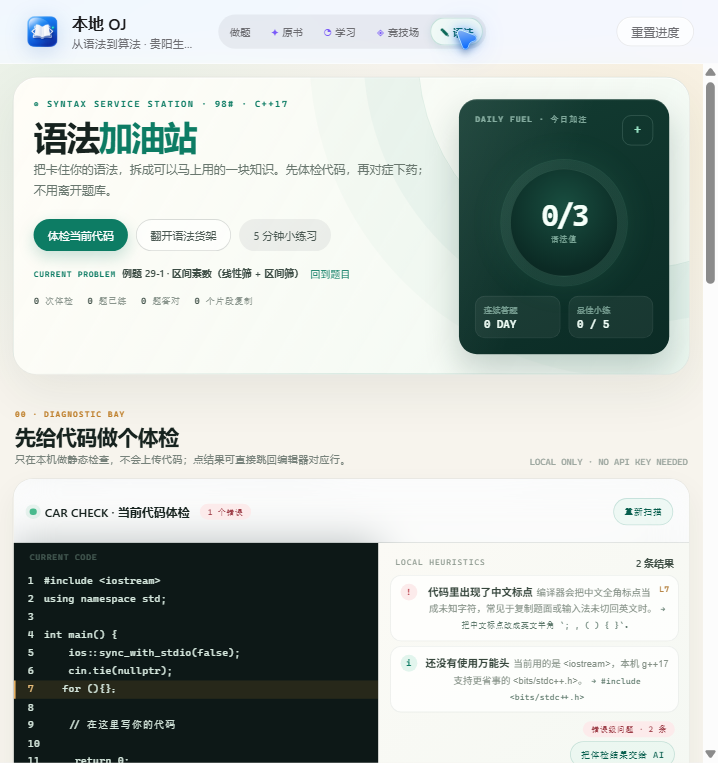 本地 OJ
从语法到算法 · 贵阳生...
做题
原书
学习
竞技场
重置进度
SYNTAX SERVICE STATION · 98# · C++17
语法加油站
把卡住你的语法，拆成可以马上用的一块知识。先体检代码，再对症下药；
不用离开题库。
体检当前代码
翻开语法货架
5 分钟小练习
CURRENT PROBLEM 例题 29-1 · 区间素数（线性筛 + 区间筛） 回到题目
0 次体检 0 题已练 0 题答对 0 个片段复制
DAILY FUEL · 今日加注
+
0/3
语法值
连续答题
0 DAY
最佳小练
0 / 5
00 · DIAGNOSTIC BAY
先给代码做个体检
只在本机做静态检查，不会上传代码；点结果可直接跳回编辑器对应行。
LOCAL ONLY · NO API KEY NEEDED
CAR CHECK · 当前代码体检
1 个错误
重新扫描
CURRENT CODE
1 #include <iostream>
2 using namespace std;
3
4 int main() {
5 ios::sync_with_stdio(false);
6 cin.tie(nullptr);
7 for (){}；
8
9 // 在这里写你的代码
10
11 return 0;
LOCAL HEURISTICS
2 条结果
! 代码里出现了中文标点 编译器会把中文全角标点当 L7
成未知字符，常见于复制题面或输入法未切回英文时。 →
把中文标点改成英文半角 `; , ( ) { }`。
i 还没有使用万能头 当前用的是 <iostream>，本机 g++17
支持更省事的 <bits/stdc++.h>。 → #include
<bits/stdc++.h>
错误级问题 · 2 条
把体检结果交给 AI